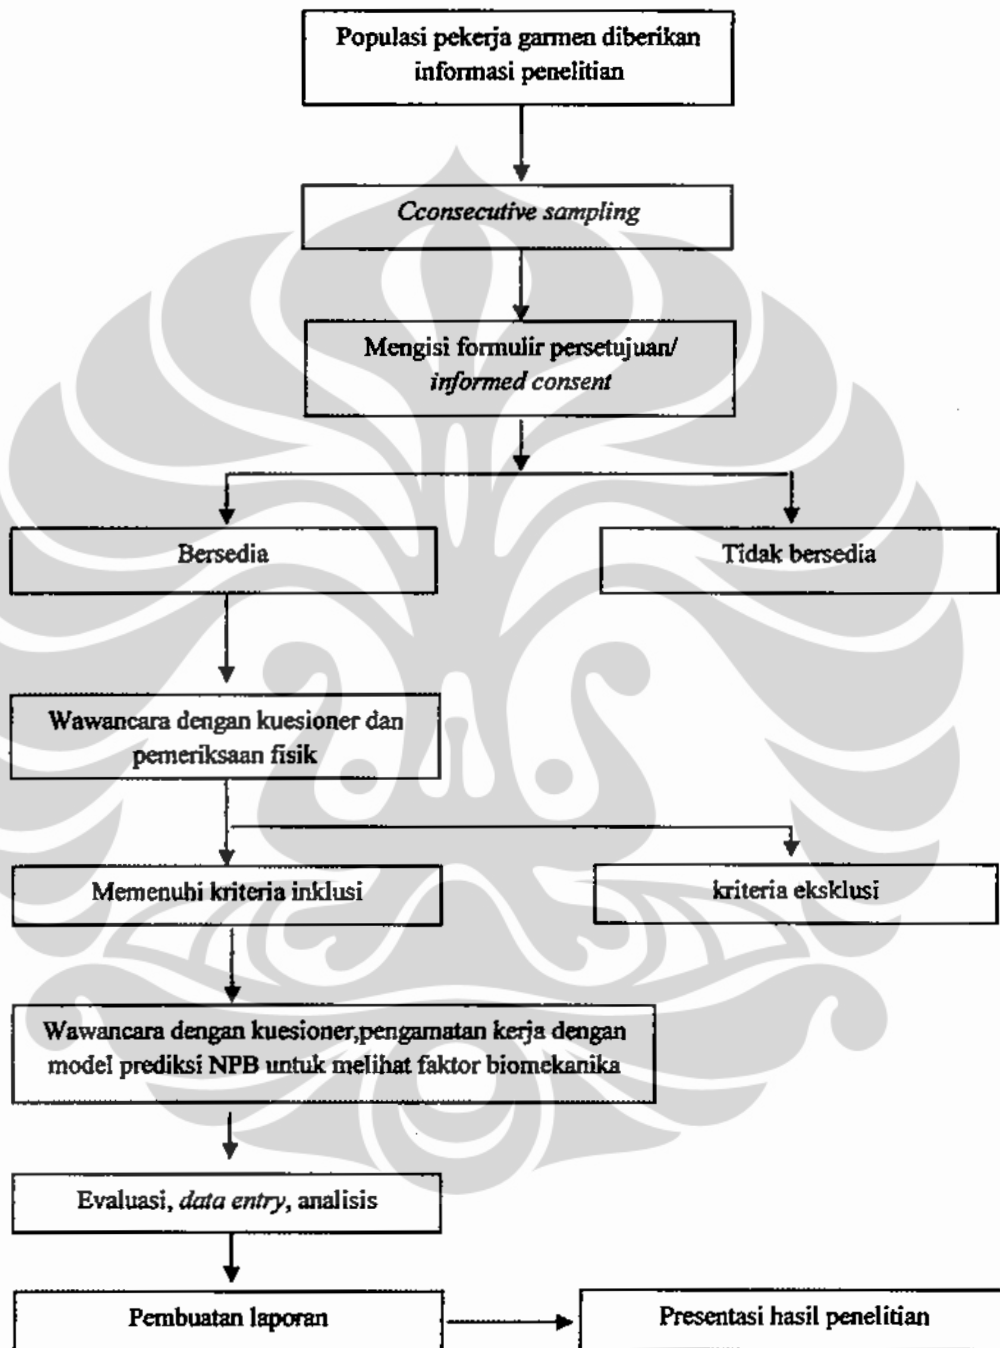 Populasi pekerja garmen diberikan
informasi penelitian
Cconsecutive sampling
Mengisi formulir persetujuan/
informed consent
Bersedia
Tidak bersedia
Wawancara dengan kuesioner dan
pemeriksaan fisik
Memenuhi kriteria inklusi
kriteria eksklusi
Wawancara dengan kuesioner,pengamatan kerja dengan
model prediksi NPB untuk melihat faktor biomekanika
Evaluasi, data entry, analisis
Pembuatan laporan
Presentasi hasil penelitian